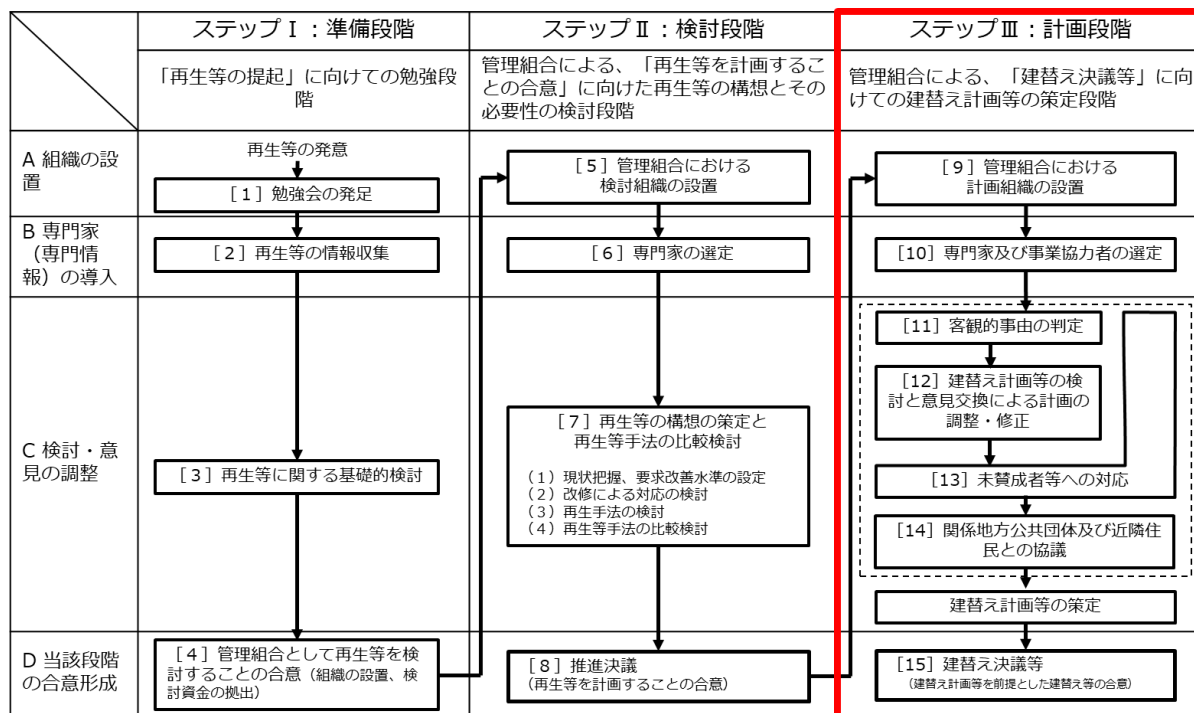 ステップⅠ：準備段階
ステップⅡ：検討段階
ステップⅢ：計画段階
「再生等の提起」に向けての勉強段
階
管理組合による、「再生等を計画するこ
との合意」に向けた再生等の構想とその
必要性の検討段階
管理組合による、「建替え決議等」に向
けての建替え計画等の策定段階
A 組織の設
置
再生等の発意
［1］勉強会の発足
［5］管理組合における
検討組織の設置
［9］管理組合における
計画組織の設置
B 専門家
（専門情
報）の導入
［2］再生等の情報収集
［6］専門家の選定
［10］専門家及び事業協力者の選定
C 検討・意
見の調整
［3］再生等に関する基礎的検討
［7］再生等の構想の策定と
再生等手法の比較検討
（1）現状把握、要求改善水準の設定
（2）改修による対応の検討
（3）再生手法の検討
（4）再生等手法の比較検討
［11］客観的事由の判定
［12］建替え計画等の検
討と意見交換による計画の
調整・修正
［13］未賛成者等への対応
［14］関係地方公共団体及び近隣住
民との協議
建替え計画等の策定
D 当該段階
の合意形成
［4］管理組合として再生等を検
討することの合意（組織の設置、検
討資金の拠出）
［8］推進決議
（再生等を計画することの合意）
［15］建替え決議等
（建替え計画等を前提とした建替え等の合意）